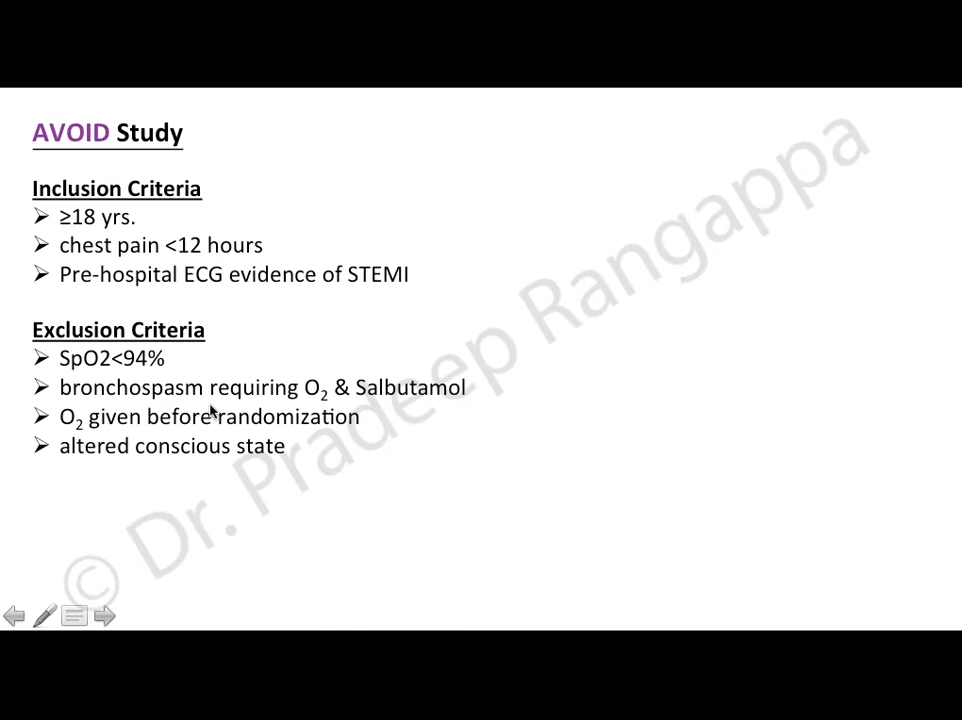 AVOID Study
Inclusion Criteria
➢ ≥18 yrs.
➢ chest pain <12 hours
➢ Pre-hospital ECG evidence of STEMI
Exclusion Criteria
➢ SpO2<94%
➢ bronchospasm requiring O₂ & Salbutamol
➢ O₂ given before randomization
➢ altered conscious state
© Dr. Pradeep Rangappa